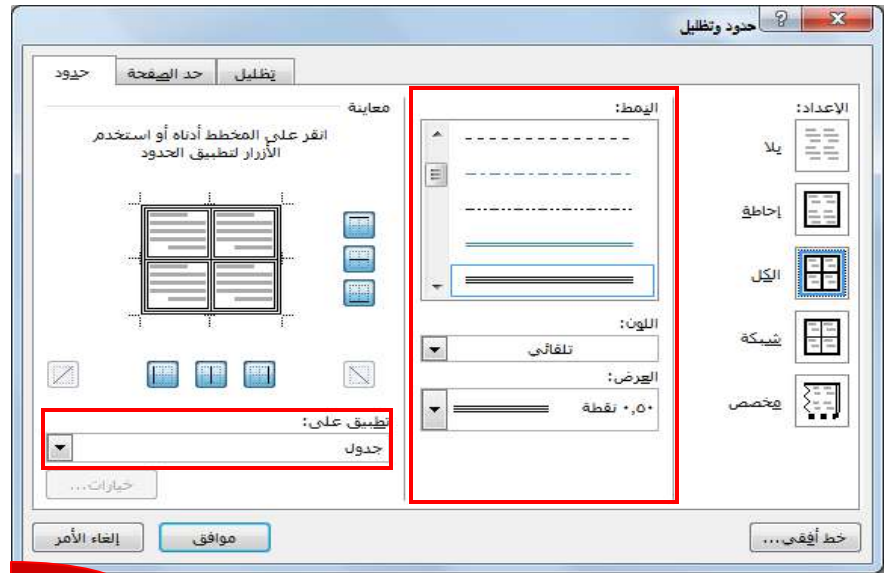 حدود وتظليل
حدود
حد الصفحة
تظليل
الإعداد:
بلا
إحاطة
الكل
شبكة
مخصص
النمط:
اللون:
تلقائي
العرض:
٠,٥٠ نقطة
معاينة
انقر على المخطط أدناه أو استخدم
الأزرار لتطبيق الحدود
تطبيق على:
جدول
خيارات...
خط أفقي...
موافق
إلغاء الأمر